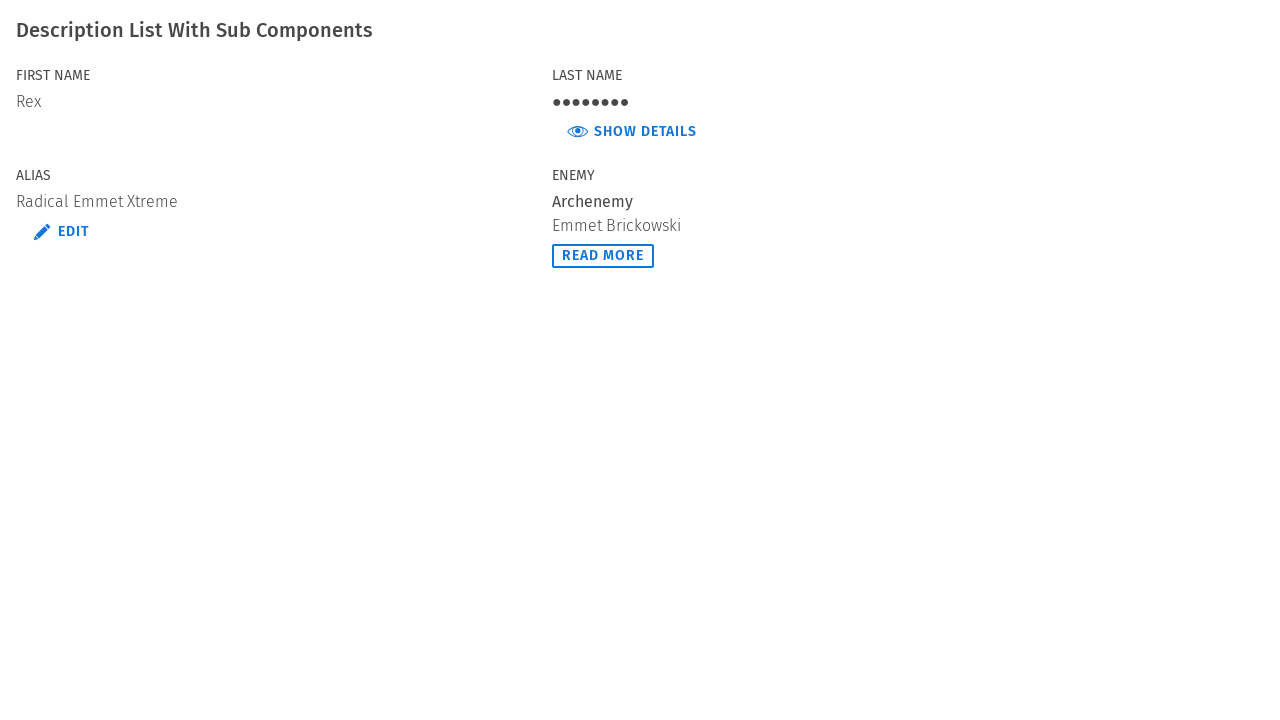 Description List With Sub Components
FIRST NAME
Rex
LAST NAME
●●●●●●●●
SHOW DETAILS
ALIAS
Radical Emmet Xtreme
EDIT
ENEMY
Archenemy
Emmet Brickowski
READ MORE